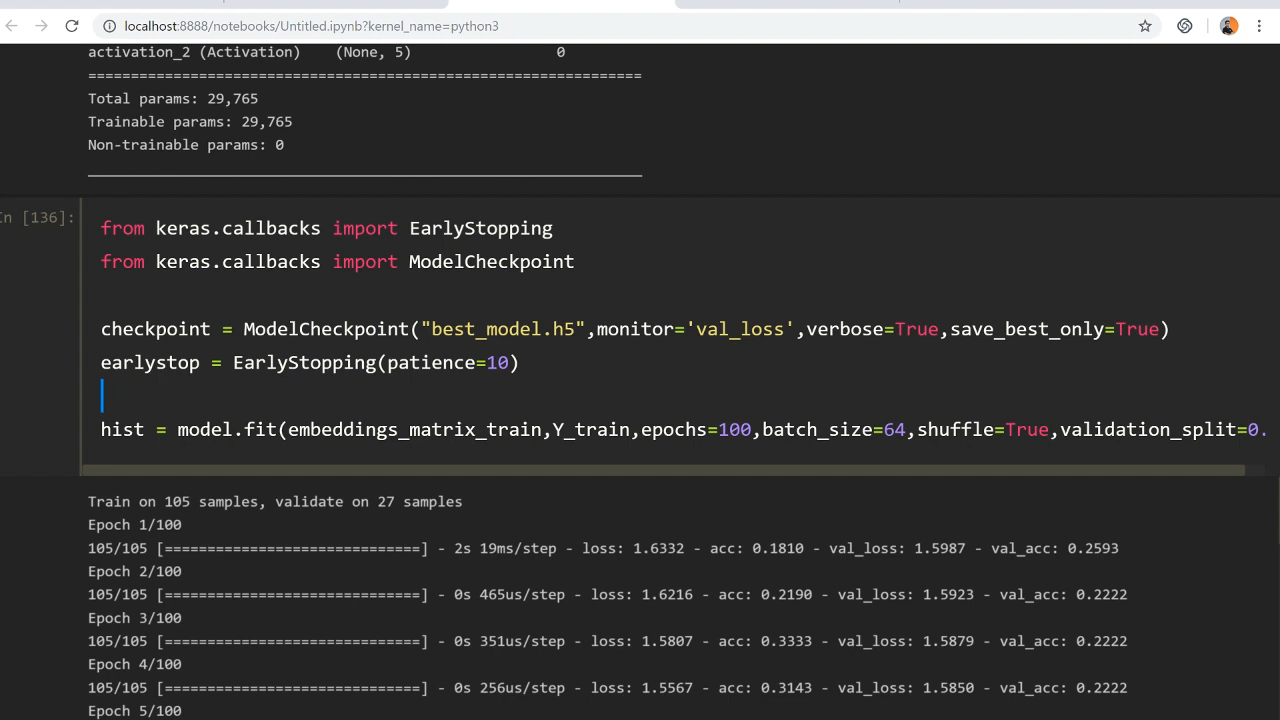 localhost:8888/notebooks/Untitled.ipynb?kernel_name=python3
activation_2 (Activation) (None, 5) 0
=================================================================
Total params: 29,765
Trainable params: 29,765
Non-trainable params: 0
_________________________________________________________________
In [136]:
from keras.callbacks import EarlyStopping
from keras.callbacks import ModelCheckpoint
checkpoint = ModelCheckpoint("best_model.h5",monitor='val_loss',verbose=True,save_best_only=True)
earlystop = EarlyStopping(patience=10)
hist = model.fit(embeddings_matrix_train,Y_train,epochs=100,batch_size=64,shuffle=True,validation_split=0.
Train on 105 samples, validate on 27 samples
Epoch 1/100
105/105 [==============================] - 2s 19ms/step - loss: 1.6332 - acc: 0.1810 - val_loss: 1.5987 - val_acc: 0.2593
Epoch 2/100
105/105 [==============================] - 0s 465us/step - loss: 1.6216 - acc: 0.2190 - val_loss: 1.5923 - val_acc: 0.2222
Epoch 3/100
105/105 [==============================] - 0s 351us/step - loss: 1.5807 - acc: 0.3333 - val_loss: 1.5879 - val_acc: 0.2222
Epoch 4/100
105/105 [==============================] - 0s 256us/step - loss: 1.5567 - acc: 0.3143 - val_loss: 1.5850 - val_acc: 0.2222
Epoch 5/100